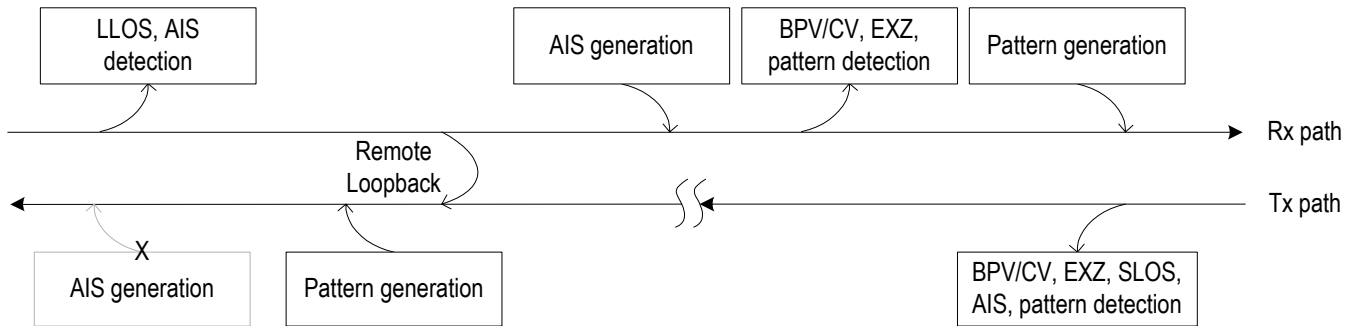 LLOS, AIS
detection
AIS generation
BPV/CV, EXZ,
pattern detection
Pattern generation
Rx path
Remote
Loopback
Tx path
X
AIS generation
Pattern generation
BPV/CV, EXZ, SLOS,
AIS, pattern detection